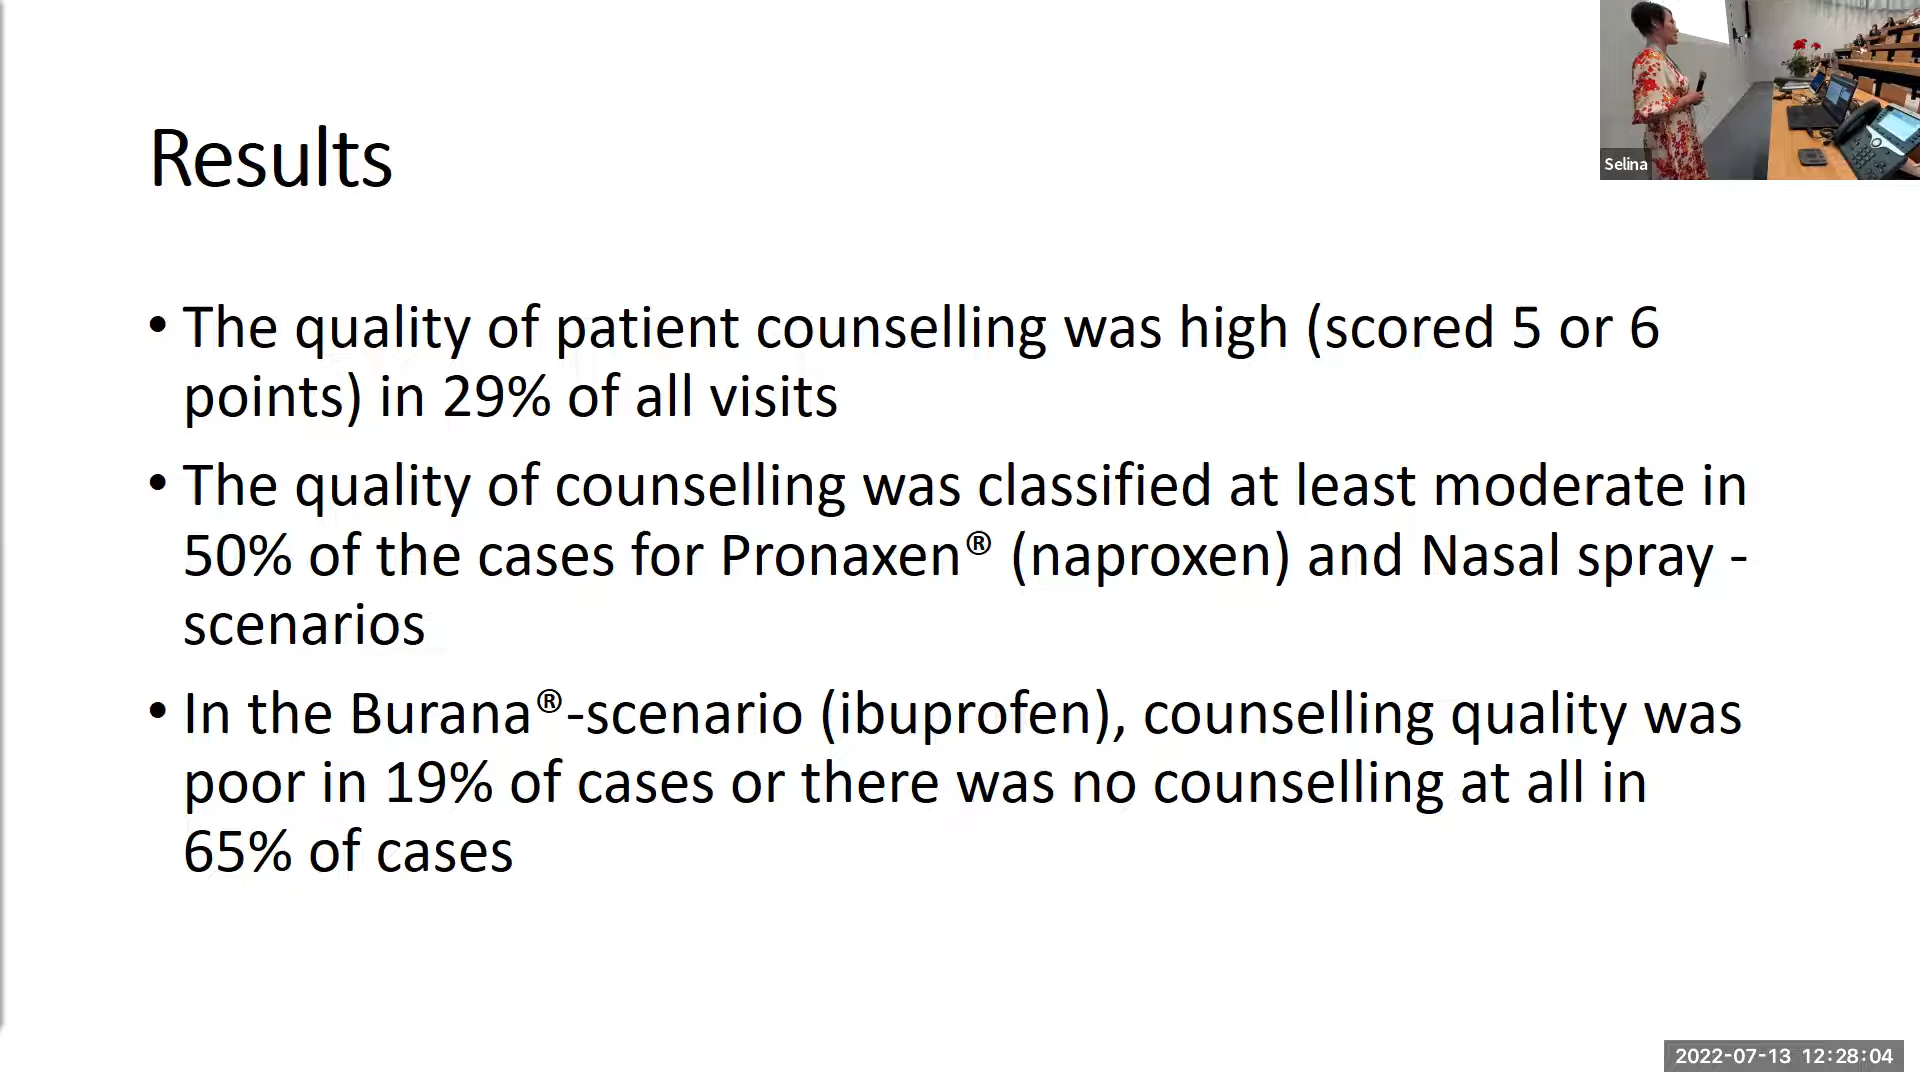 Selina
Results
• The quality of patient counselling was high (scored 5 or 6
points) in 29% of all visits
• The quality of counselling was classified at least moderate in
50% of the cases for Pronaxen® (naproxen) and Nasal spray -
scenarios
• In the Burana®-scenario (ibuprofen), counselling quality was
poor in 19% of cases or there was no counselling at all in
65% of cases
2022-07-13 12:28:04